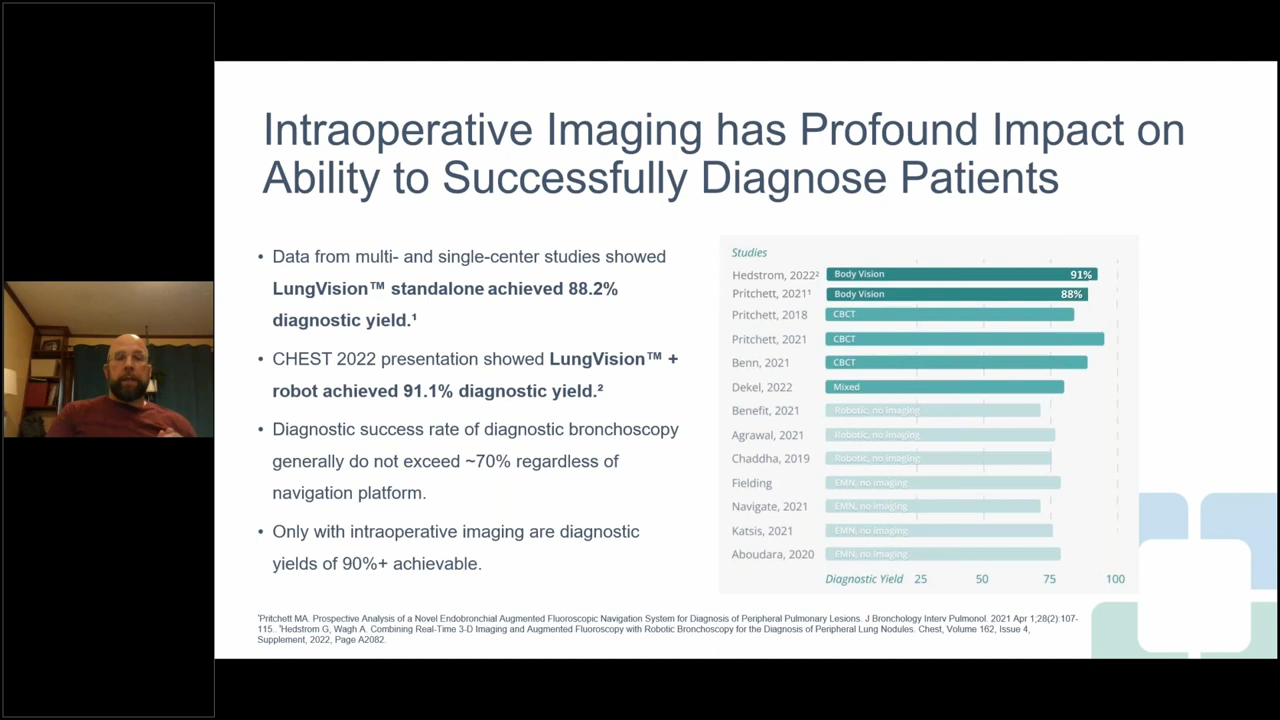 Intraoperative Imaging has Profound Impact on
Ability to Successfully Diagnose Patients
• Data from multi- and single-center studies showed
LungVision™ standalone achieved 88.2%
diagnostic yield.¹
• CHEST 2022 presentation showed LungVision™ +
robot achieved 91.1% diagnostic yield.²
• Diagnostic success rate of diagnostic bronchoscopy
generally do not exceed ~70% regardless of
navigation platform.
• Only with intraoperative imaging are diagnostic
yields of 90%+ achievable.
Studies
Hedstrom, 2022² Body Vision 91%
Pritchett, 2021¹ Body Vision 88%
Pritchett, 2018 CBCT
Pritchett, 2021 CBCT
Benn, 2021 CBCT
Dekel, 2022 Mixed
Benefit, 2021 Robotic, no imaging
Agrawal, 2021 Robotic, no imaging
Chaddha, 2019 Robotic, no imaging
Fielding EMN, no imaging
Navigate, 2021 EMN, no imaging
Katsis, 2021 EMN, no imaging
Aboudara, 2020 EMN, no imaging
Diagnostic Yield 25 50 75 100
¹Pritchett MA. Prospective Analysis of a Novel Endobronchial Augmented Fluoroscopic Navigation System for Diagnosis of Peripheral Pulmonary Lesions. J Bronchology Interv Pulmonol. 2021 Apr 1;28(2):107-
115.. ²Hedstrom G, Wagh A. Combining Real-Time 3-D Imaging and Augmented Fluoroscopy with Robotic Bronchoscopy for the Diagnosis of Peripheral Lung Nodules. Chest, Volume 162, Issue 4,
Supplement, 2022, Page A2082.